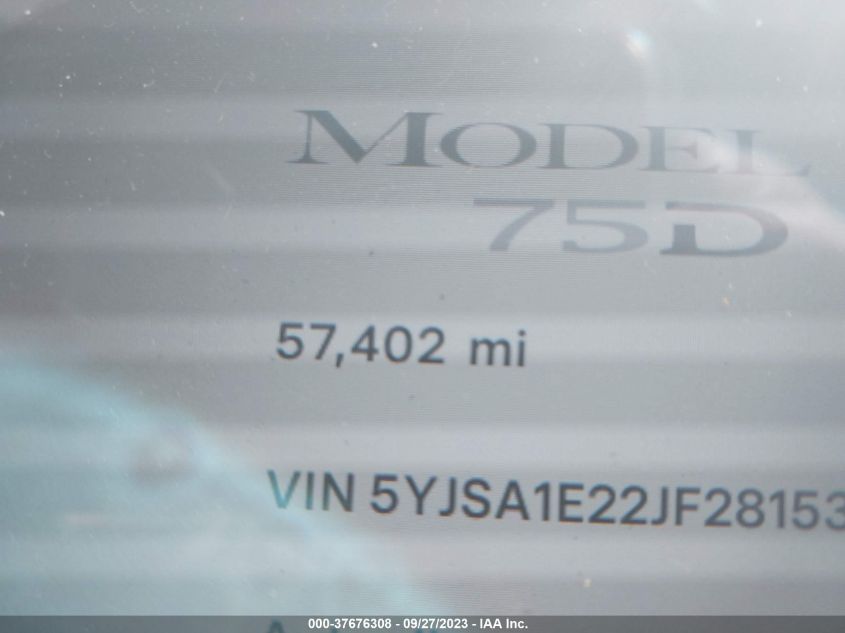 MODEL
75D
57,402 mi
VIN 5YJSA1E22JF28153
000-37676308 - 09/27/2023 - IAA Inc.